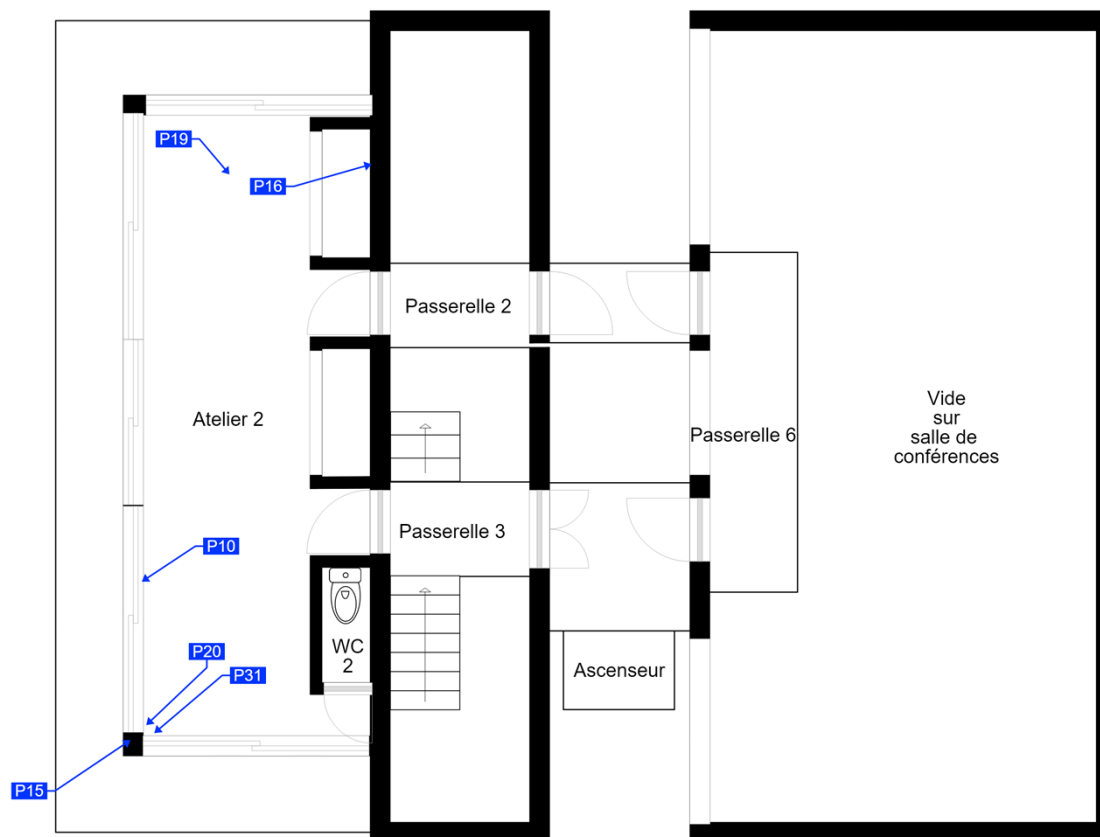 P19
P16
Passerelle 2
Atelier 2
Passerelle 6
Vide
sur
salle de
conférences
Passerelle 3
P10
WC
2
P20
P31
Ascenseur
P15